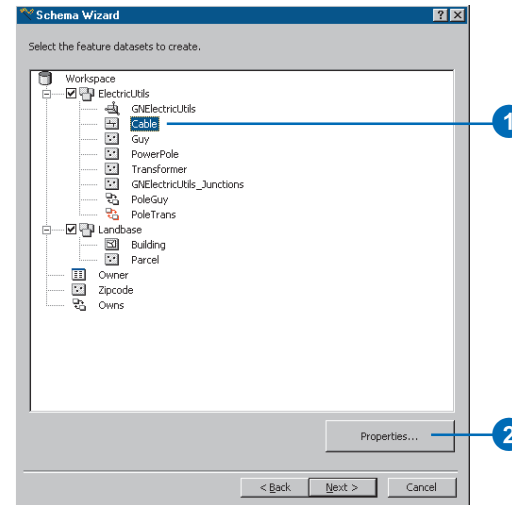 Schema Wizard
Select the feature datasets to create.
Workspace
ElectricUtils
GNElectricUtils
Cable
1
Guy
PowerPole
Transformer
GNElectricUtils_Junctions
PoleGuy
PoleTrans
Landbase
Building
Parcel
Owner
Zipcode
Owns
Properties...
2
< Back
Next >
Cancel